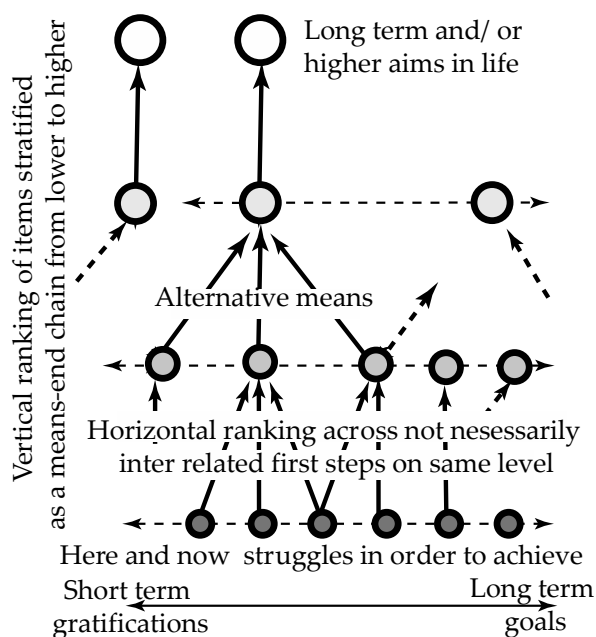 Vertical ranking of items stratified
as a means-end chain from lower to higher
Long term and/ or
higher aims in life
Alternative means
Horizontal ranking across not nesessarily
inter related first steps on same level
Here and now struggles in order to achieve
Short term
gratifications
Long term
goals